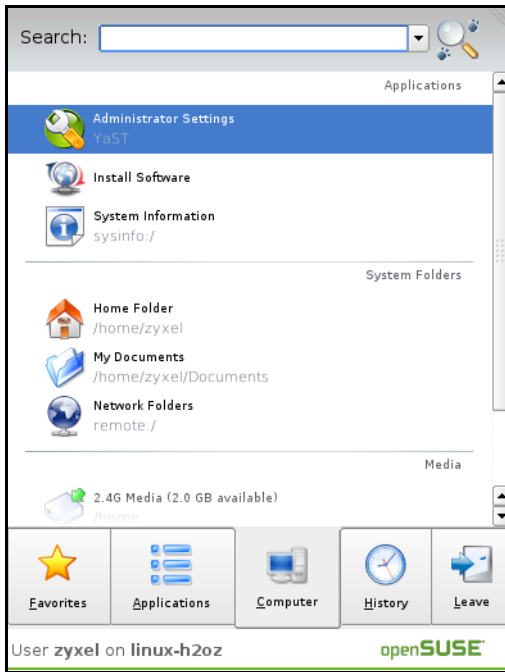 Search:
Applications
Administrator Settings
YaST
Install Software
System Information
sysinfo:/
System Folders
Home Folder
/home/zyxel
My Documents
/home/zyxel/Documents
Network Folders
remote:/
Media
2.4G Media (2.0 GB available)
/home
Favorites
Applications
Computer
History
Leave
User zyxel on linux-h2oz
openSUSE